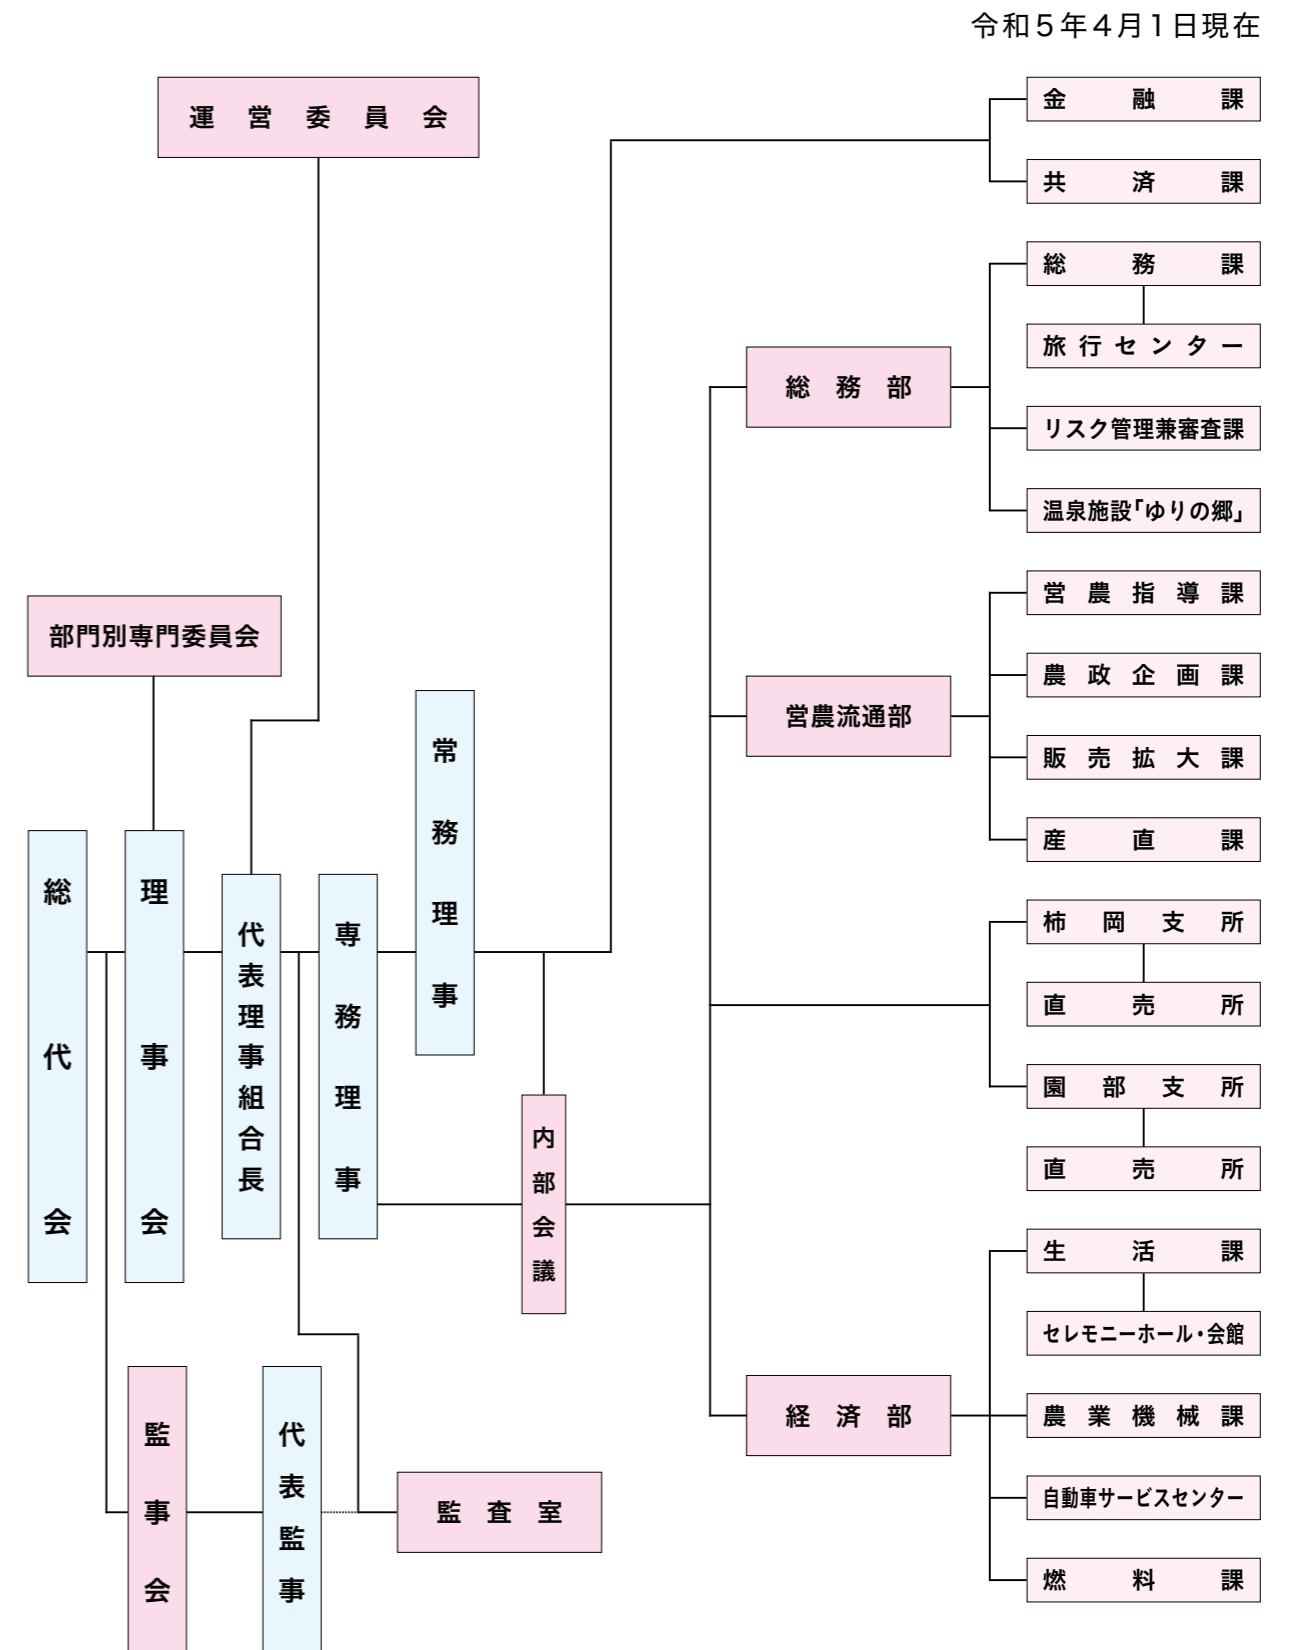 令和5年4月1日現在
運営委員会
金融課
共済課
総務課
旅行センター
総務部
リスク管理兼審査課
温泉施設「ゆりの郷」
営農指導課
部門別専門委員会
農政企画課
営農流通部
販売拡大課
産直課
常務理事
総代会
理事会
代表理事組合長
専務理事
柿岡支所
直売所
園部支所
直売所
内部会議
生活課
セレモニーホール・会館
経済部
農業機械課
自動車サービスセンター
燃料課
監事会
代表監事
監査室